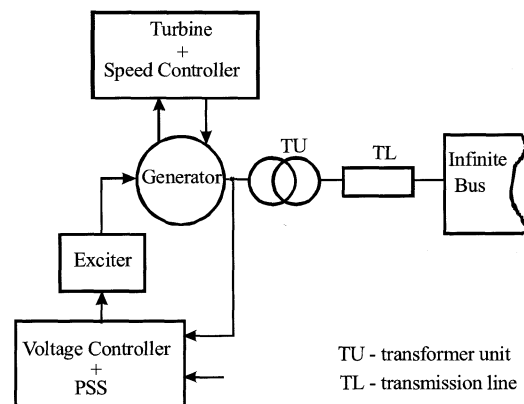 Turbine
+
Speed Controller
TU
TL
Generator
Infinite
Bus
Exciter
Voltage Controller
+
PSS
TU - transformer unit
TL - transmission line